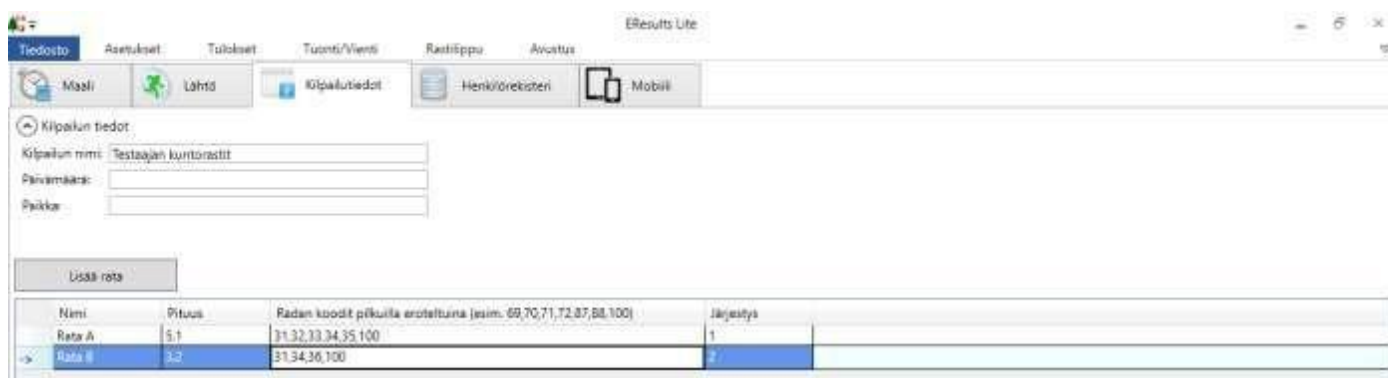 EResults Lite
Tiedosto Asetukset Tulokset Tuonti/Vienti Rastilippu Avustus
Maali Lähtö Kilpailutiedot Henkilörekisteri Mobiili
Kilpailun tiedot
Kilpailun nimi: Testaajan kuntorastit
Päivämäärä:
Paikka:
Lisää rata
Nimi Pituus Radan koodit pilkuilla eroteltuina (esim. 69,70,71,72,87,88,100) Järjestys
Rata A 5.1 31,32,33,34,35,100 1
Rata B 3.2 31,34,36,100 2